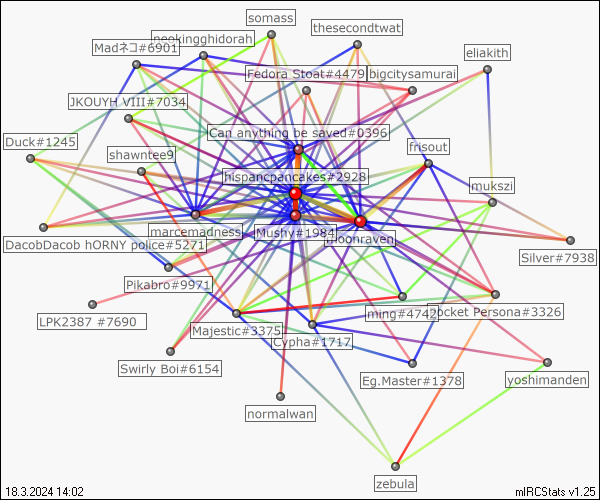 somass
thesecondtwat
neokingghidorah
Madネコ#6901
eliakith
Fedora Stoat#4479
bigcitysamurai
JKOUYH VIII#7034
Can anything be saved#0396
Duck#1245
frisout
shawntee9
hispancpancakes#2928
mukszi
marcemadness
Mushy#1984
moonraven
DacobDacob hORNY police#5271
Silver#7938
Pikabro#9971
LPK2387 #7690
ming#4742
ocket Persona#3326
Majestic#3375
Cypha#1717
Swirly Boi#6154
Eg.Master#1378
yoshimanden
normalwan
zebula
18.3.2024 14:02
mIRCStats v1.25